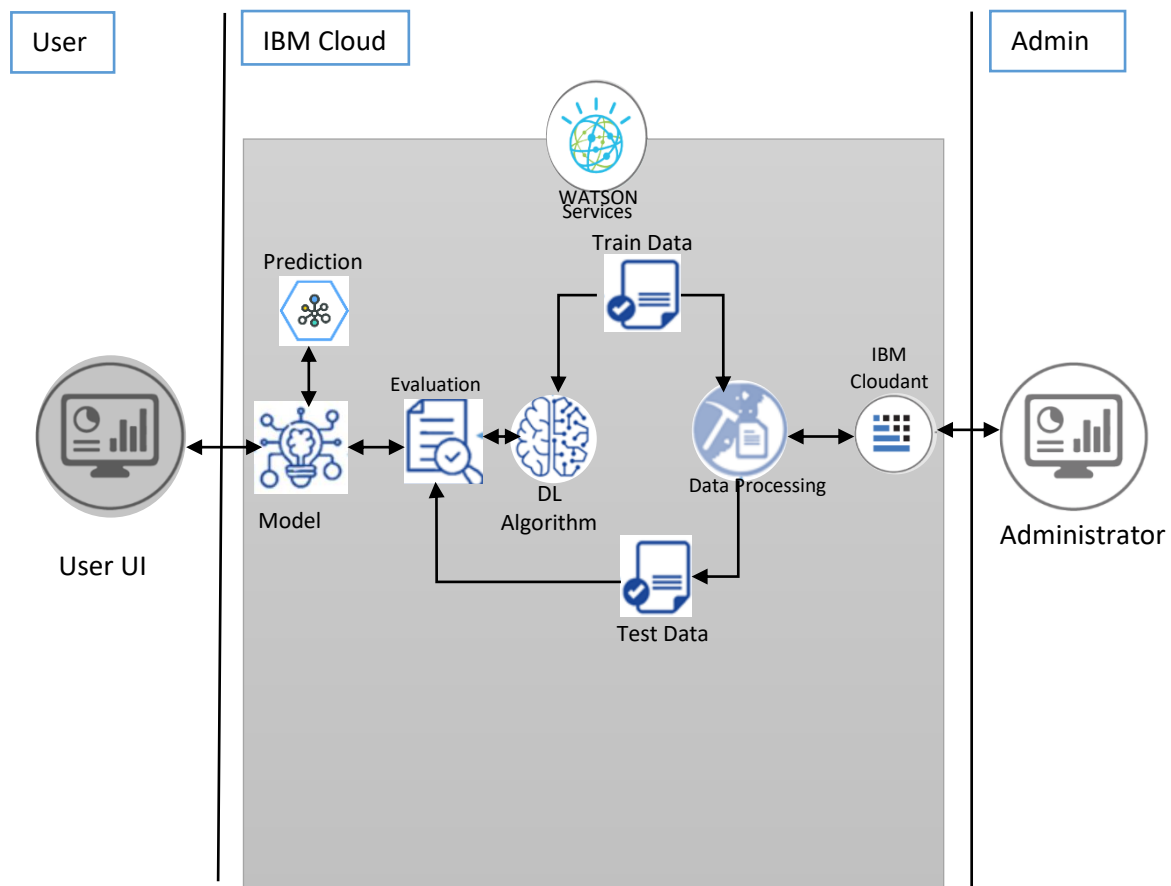 User
IBM Cloud
Admin
WATSON
Services
Train Data
Prediction
IBM
Cloudant
Evaluation
Data Processing
DL
Algorithm
Model
Administrator
User UI
Test Data